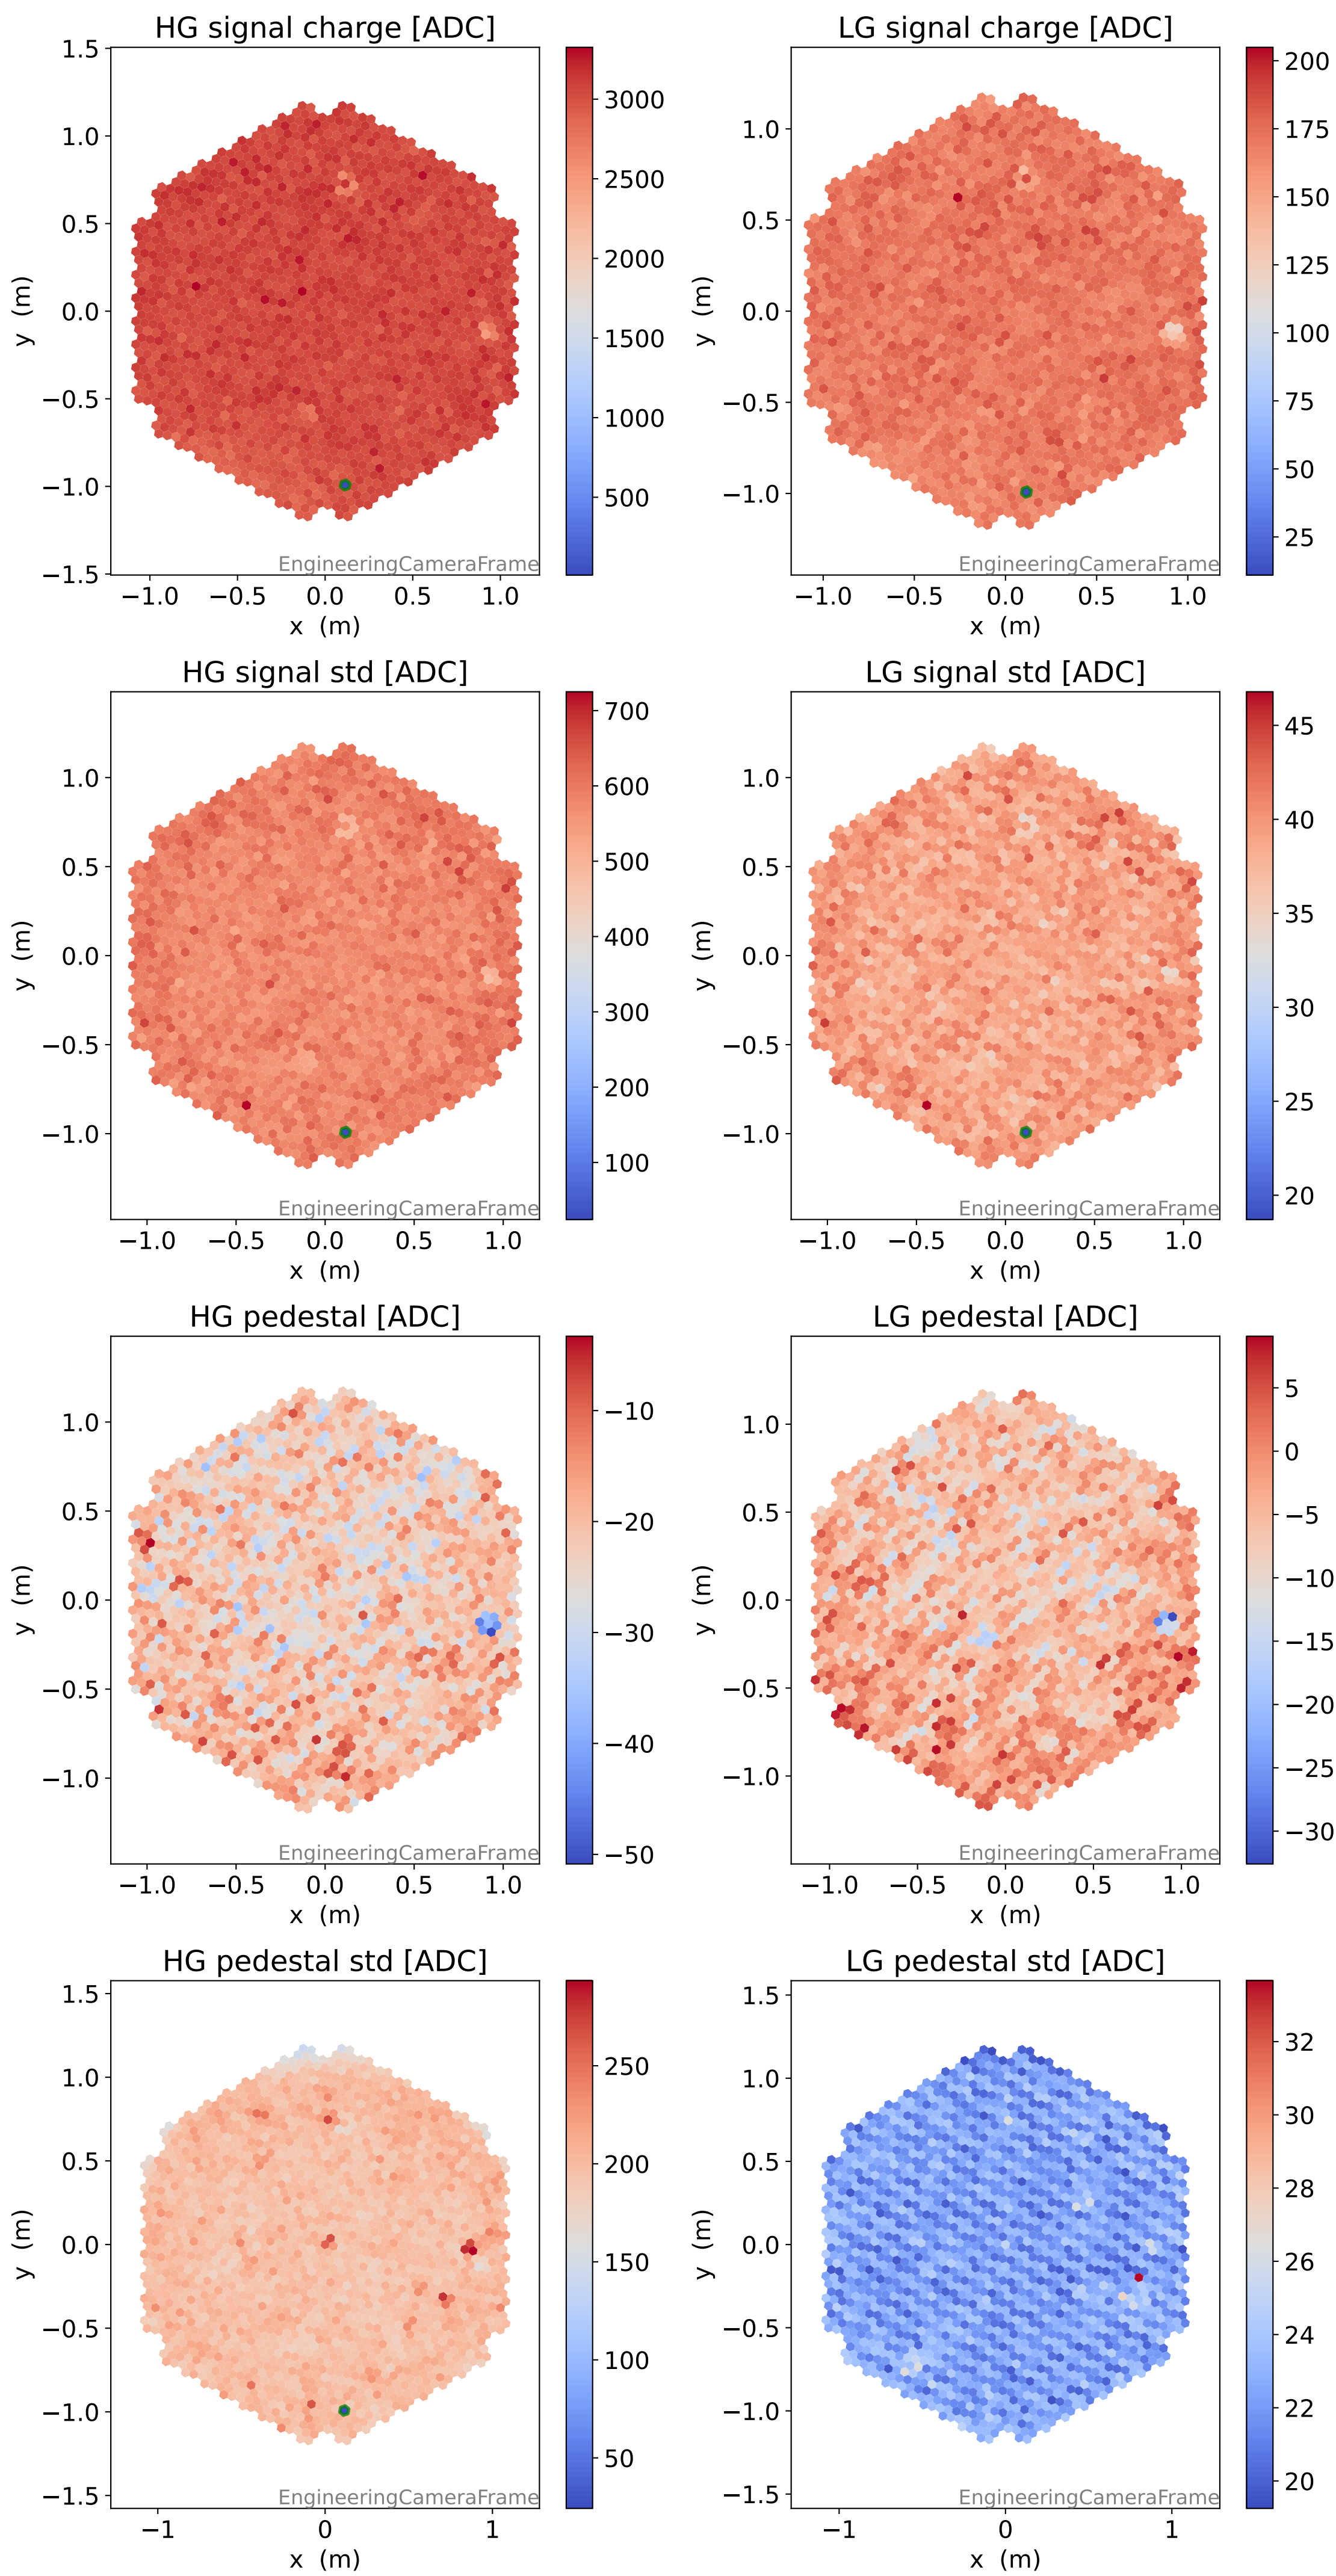 HG signal charge [ADC]
1.5
1.0
0.5
0.0
−0.5
−1.0
−1.5
y (m)
−1.0 −0.5 0.0 0.5 1.0
x (m)
EngineeringCameraFrame
3000
2500
2000
1500
1000
500
LG signal charge [ADC]
1.0
0.5
0.0
−0.5
−1.0
y (m)
−1.0 −0.5 0.0 0.5 1.0
x (m)
EngineeringCameraFrame
200
175
150
125
100
75
50
25
HG signal std [ADC]
1.0
0.5
0.0
−0.5
−1.0
y (m)
−1.0 −0.5 0.0 0.5 1.0
x (m)
EngineeringCameraFrame
700
600
500
400
300
200
100
LG signal std [ADC]
1.0
0.5
0.0
−0.5
−1.0
y (m)
−1.0 −0.5 0.0 0.5 1.0
x (m)
EngineeringCameraFrame
45
40
35
30
25
20
HG pedestal [ADC]
1.0
0.5
0.0
−0.5
−1.0
y (m)
−1.0 −0.5 0.0 0.5 1.0
x (m)
EngineeringCameraFrame
−10
−20
−30
−40
−50
LG pedestal [ADC]
1.0
0.5
0.0
−0.5
−1.0
y (m)
−1.0 −0.5 0.0 0.5 1.0
x (m)
EngineeringCameraFrame
5
0
−5
−10
−15
−20
−25
−30
HG pedestal std [ADC]
1.5
1.0
0.5
0.0
−0.5
−1.0
−1.5
y (m)
−1 0 1
x (m)
EngineeringCameraFrame
250
200
150
100
50
LG pedestal std [ADC]
1.5
1.0
0.5
0.0
−0.5
−1.0
−1.5
y (m)
−1 0 1
x (m)
EngineeringCameraFrame
32
30
28
26
24
22
20